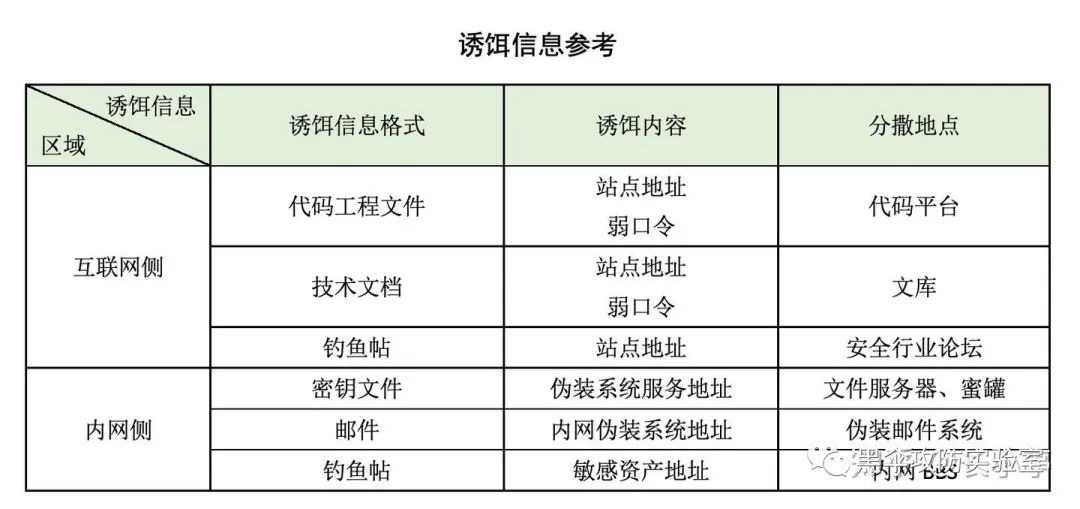 诱饵信息参考
诱饵信息
区域
诱饵信息格式
诱饵内容
分撒地点
互联网侧
代码工程文件
站点地址
弱口令
代码平台
技术文档
站点地址
弱口令
文库
钓鱼帖
站点地址
安全行业论坛
内网侧
密钥文件
伪装系统服务地址
文件服务器、蜜罐
邮件
内网伪装系统地址
伪装邮件系统
钓鱼帖
敏感资产地址
内网 BBS
黑伞攻防实验室